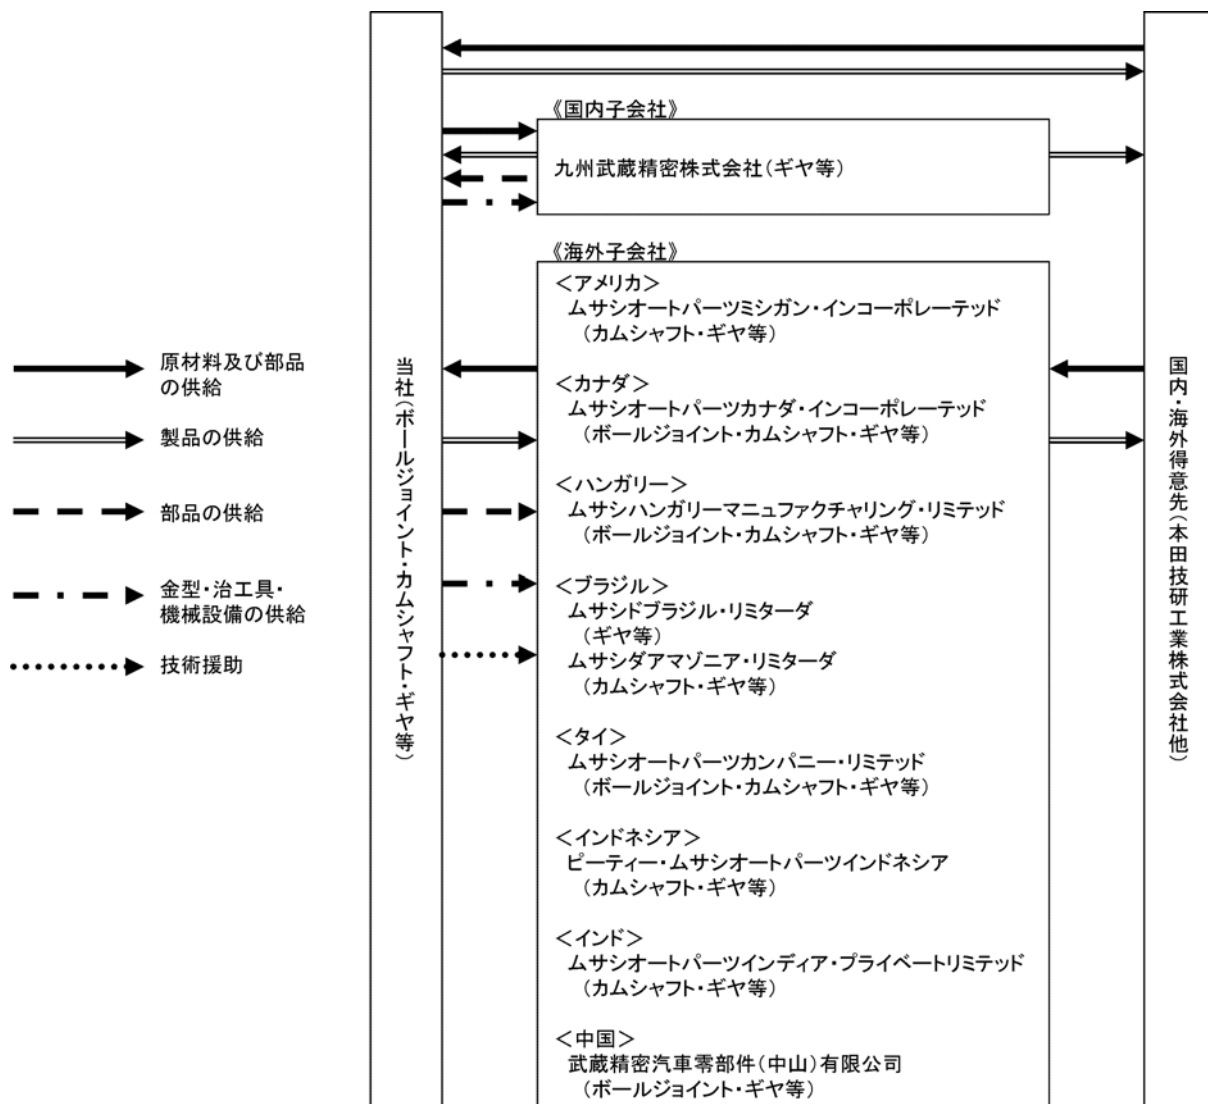 《国内子会社》
九州武蔵精密株式会社(ギヤ等)
《海外子会社》
<アメリカ>
ムサシオートパーツミシガン・インコーポレーテッド
(カムシャフト・ギヤ等)
<カナダ>
ムサシオートパーツカナダ・インコーポレーテッド
(ボールジョイント・カムシャフト・ギヤ等)
<ハンガリー>
ムサシハンガリーマニュファクチャリング・リミテッド
(ボールジョイント・カムシャフト・ギヤ等)
<ブラジル>
ムサシドブラジル・リミターダ
(ギヤ等)
ムサシダアマゾニア・リミターダ
(カムシャフト・ギヤ等)
<タイ>
ムサシオートパーツカンパニー・リミテッド
(ボールジョイント・カムシャフト・ギヤ等)
<インドネシア>
ピーティー・ムサシオートパーツインドネシア
(カムシャフト・ギヤ等)
<インド>
ムサシオートパーツインディア・プライベートリミテッド
(カムシャフト・ギヤ等)
<中国>
武蔵精密汽車零部件(中山)有限公司
(ボールジョイント・ギヤ等)
原材料及び部品
の供給
製品の供給
部品の供給
金型・治工具・
機械設備の供給
技術援助
当社(ボールジョイント・カムシャフト・ギヤ等)
国内・海外得意先(本田技研工業株式会社他)